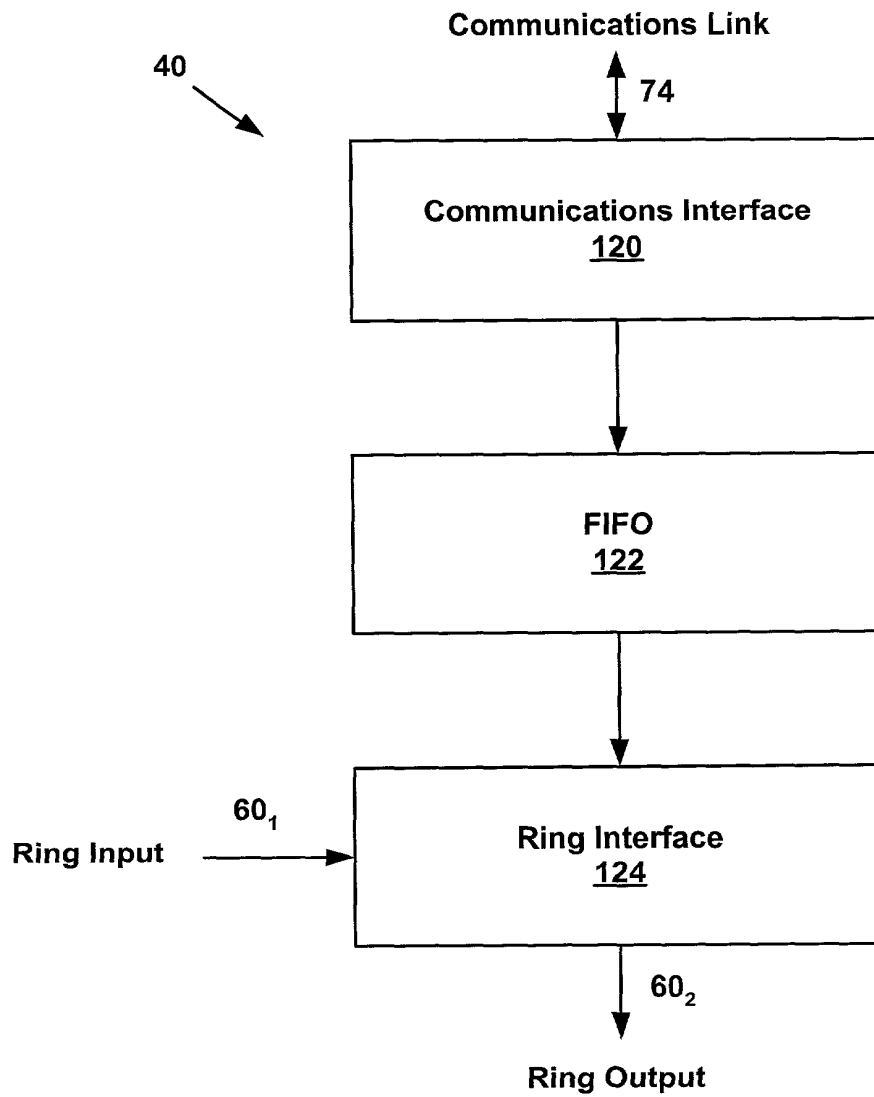 Communications Link
40
74
Communications Interface
120
FIFO
122
60₁
Ring Input
Ring Interface
124
60₂
Ring Output